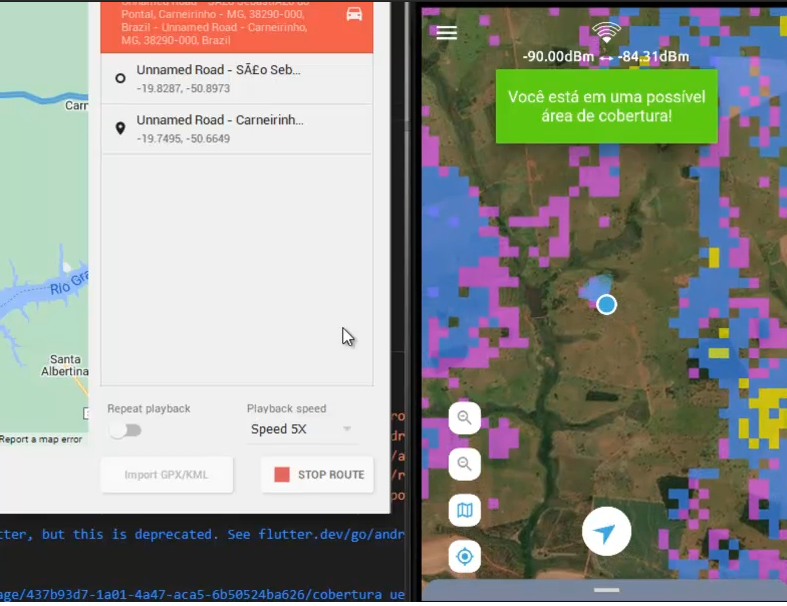 Unnamed Road - SÃ£o Sebastiã£o do
Pontal, Carneirinho - MG, 38290-000,
Brazil - Unnamed Road - Carneirinho,
MG, 38290-000, Brazil
Unnamed Road - SÃ£o Seb...
-19.8287, -50.8973
Unnamed Road - Carneirinh...
-19.7495, -50.6649
Carn
Rio Gra
Santa
Albertina
Report a map error
Repeat playback
Playback speed
Speed 5X
Import GPX/KML
STOP ROUTE
tter, but this is deprecated. See flutter.dev/go/andr
age/437b93d7-1a01-4a47-aca5-6b50524ba626/cobertura_ue
ro
dr
/a
/r
po
-90.00dBm ↔ -84.31dBm
Você está em uma possível
área de cobertura!